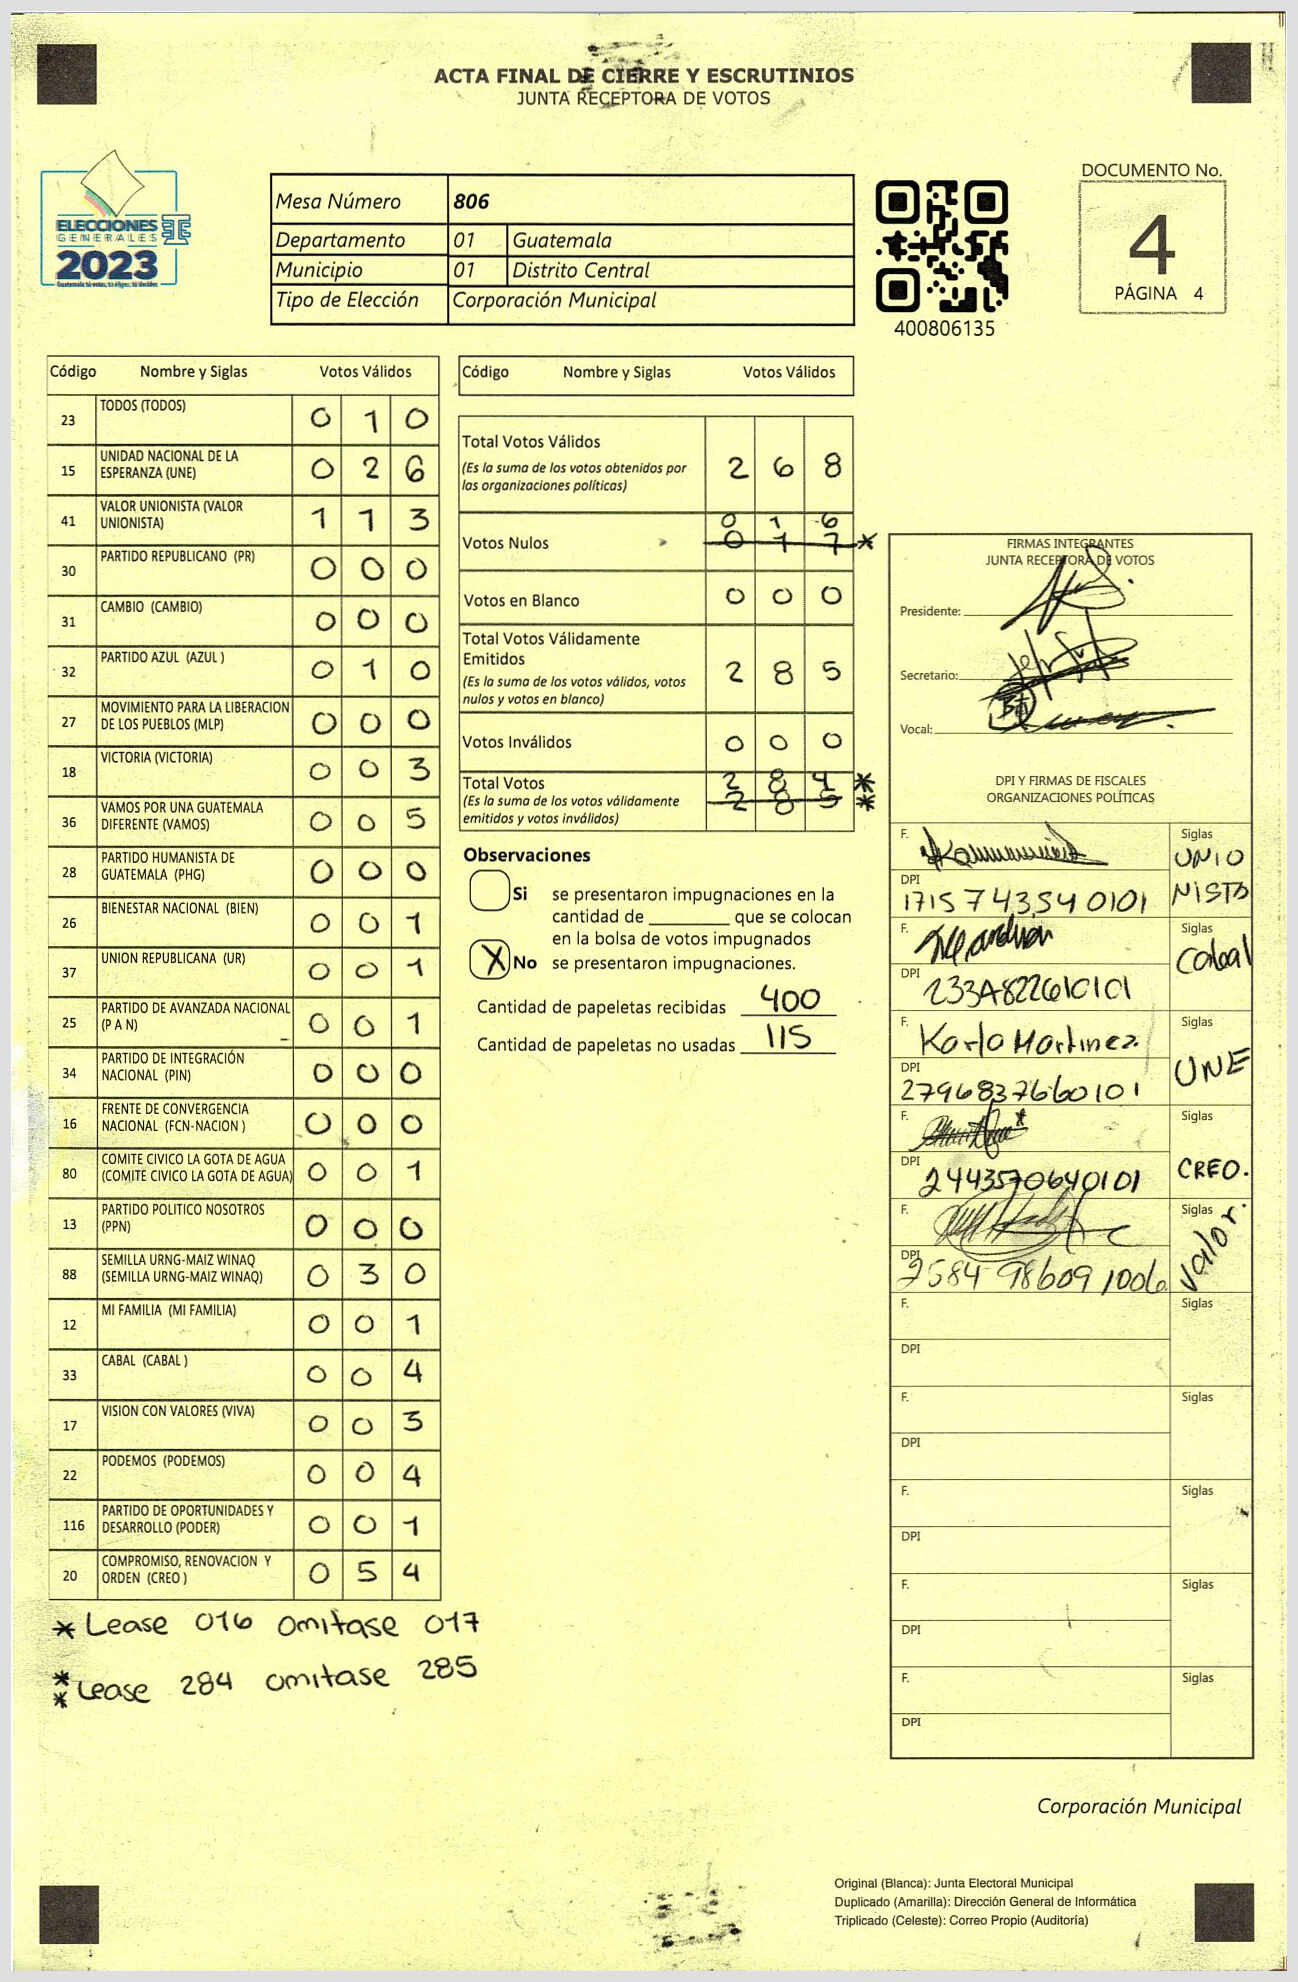 ACTA FINAL DE CIERRE Y ESCRUTINIOS
JUNTA RECEPTORA DE VOTOS
ELECCIONES
GENERALES
2023
Guatemala tú votas, tú eliges, tú decides
Mesa Número 806
Departamento 01 Guatemala
Municipio 01 Distrito Central
Tipo de Elección Corporación Municipal
400806135
DOCUMENTO No.
4
PÁGINA 4
Código Nombre y Siglas Votos Válidos
23 TODOS (TODOS) 0 1 0
15 UNIDAD NACIONAL DE LA
ESPERANZA (UNE) 0 2 6
41 VALOR UNIONISTA (VALOR
UNIONISTA) 1 1 3
30 PARTIDO REPUBLICANO (PR) 0 0 0
31 CAMBIO (CAMBIO) 0 0 0
32 PARTIDO AZUL (AZUL ) 0 1 0
27 MOVIMIENTO PARA LA LIBERACION
DE LOS PUEBLOS (MLP) 0 0 0
18 VICTORIA (VICTORIA) 0 0 3
36 VAMOS POR UNA GUATEMALA
DIFERENTE (VAMOS) 0 0 5
28 PARTIDO HUMANISTA DE
GUATEMALA (PHG) 0 0 0
26 BIENESTAR NACIONAL (BIEN) 0 0 1
37 UNION REPUBLICANA (UR) 0 0 1
25 PARTIDO DE AVANZADA NACIONAL
(P A N) 0 0 1
34 PARTIDO DE INTEGRACIÓN
NACIONAL (PIN) 0 0 0
16 FRENTE DE CONVERGENCIA
NACIONAL (FCN-NACION ) 0 0 0
80 COMITE CIVICO LA GOTA DE AGUA
(COMITE CIVICO LA GOTA DE AGUA) 0 0 1
13 PARTIDO POLITICO NOSOTROS
(PPN) 0 0 0
88 SEMILLA URNG-MAIZ WINAQ
(SEMILLA URNG-MAIZ WINAQ) 0 3 0
12 MI FAMILIA (MI FAMILIA) 0 0 1
33 CABAL (CABAL ) 0 0 4
17 VISION CON VALORES (VIVA) 0 0 3
22 PODEMOS (PODEMOS) 0 0 4
116 PARTIDO DE OPORTUNIDADES Y
DESARROLLO (PODER) 0 0 1
20 COMPROMISO, RENOVACION Y
ORDEN (CREO ) 0 5 4
* Lease 016 omitase 017
** Lease 284 omitase 285
Código Nombre y Siglas Votos Válidos
Total Votos Válidos
(Es la suma de los votos obtenidos por
las organizaciones políticas) 2 6 8
0 1 6
Votos Nulos 0 1 7 *
Votos en Blanco 0 0 0
Total Votos Válidamente
Emitidos
(Es la suma de los votos válidos, votos
nulos y votos en blanco) 2 8 5
Votos Inválidos 0 0 0
Total Votos 2 8 4 *
(Es la suma de los votos válidamente 2 8 5 *
emitidos y votos inválidos)
Observaciones
Si se presentaron impugnaciones en la
cantidad de ________ que se colocan
en la bolsa de votos impugnados
X No se presentaron impugnaciones.
Cantidad de papeletas recibidas 400
Cantidad de papeletas no usadas 115
FIRMAS INTEGRANTES
JUNTA RECEPTORA DE VOTOS
Presidente:
Secretario:
Vocal:
DPI Y FIRMAS DE FISCALES
ORGANIZACIONES POLÍTICAS
F. Siglas
UNIO
NISTA
DPI
1715 74354 0101
F. Siglas
Cabal
DPI
F. Karla Martinez. Siglas
UNE
DPI
2796837660101
F. Siglas
CREO.
DPI
2443570640101
F. Siglas
Valor.
DPI
2584 98609 1006
F. Siglas
DPI
F. Siglas
DPI
F. Siglas
DPI
F. Siglas
DPI
F. Siglas
DPI
Corporación Municipal
Original (Blanca): Junta Electoral Municipal
Duplicado (Amarilla): Dirección General de Informática
Triplicado (Celeste): Correo Propio (Auditoría)